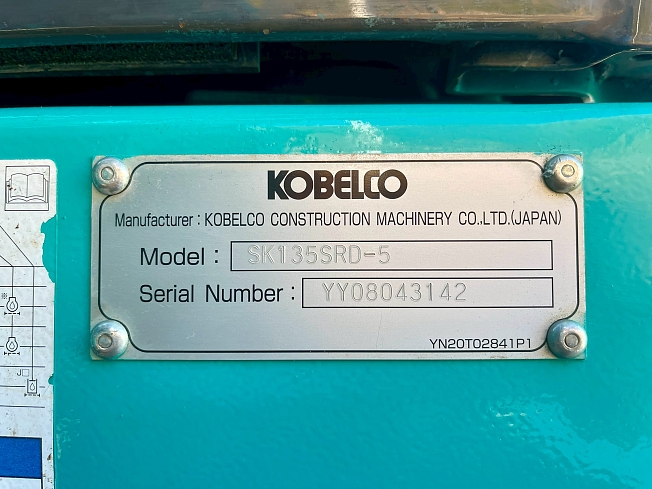 KOBELCO
Manufacturer : KOBELCO CONSTRUCTION MACHINERY CO.,LTD.(JAPAN)
Model : SK135SRD-5
Serial Number : YY08043142
YN20T02841P1